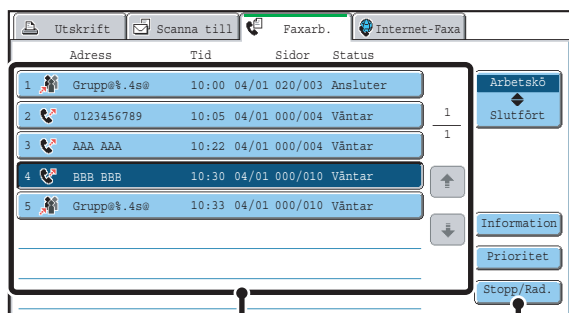 Utskrift Scanna till Faxarb. Internet-Faxa
Adress Tid Sidor Status
1 Grupp@%.4s@ 10:00 04/01 020/003 Ansluter
2 0123456789 10:05 04/01 000/004 Väntar
3 AAA AAA 10:22 04/01 000/004 Väntar
4 BBB BBB 10:30 04/01 000/010 Väntar
5 Grupp@%.4s@ 10:33 04/01 000/010 Väntar
1
1
Arbetskö
Slutfört
Information
Prioritet
Stopp/Rad.